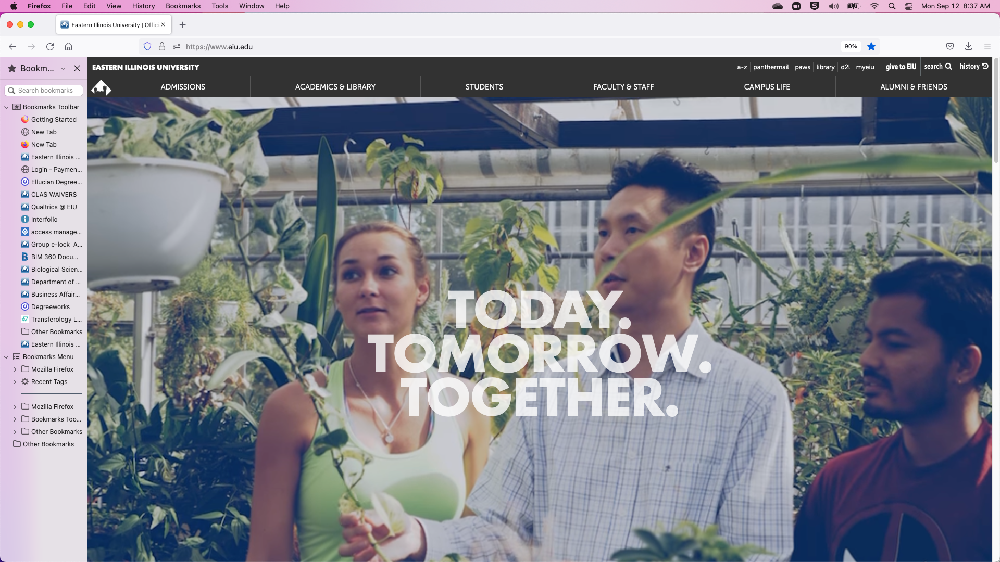 Firefox File Edit View History Bookmarks Tools Window Help Mon Sep 12 8:37 AM
Eastern Illinois University | Offici
https://www.eiu.edu 90%
Bookm...
Search bookmarks
Bookmarks Toolbar
Getting Started
New Tab
New Tab
Eastern Illinois ...
Login - Paymen...
Ellucian Degree...
CLAS WAIVERS
Qualtrics @ EIU
Interfolio
access manage...
Group e-lock A...
BIM 360 Docu...
Biological Scien...
Department of ...
Business Affair...
Degreeworks
Transferology L...
Other Bookmarks
Eastern Illinois ...
Bookmarks Menu
Mozilla Firefox
Recent Tags
Mozilla Firefox
Bookmarks Too...
Other Bookmarks
Other Bookmarks
EASTERN ILLINOIS UNIVERSITY a-z panthermail paws library d2l myeiu give to EIU search history
ADMISSIONS ACADEMICS & LIBRARY STUDENTS FACULTY & STAFF CAMPUS LIFE ALUMNI & FRIENDS
TODAY.
TOMORROW.
TOGETHER.